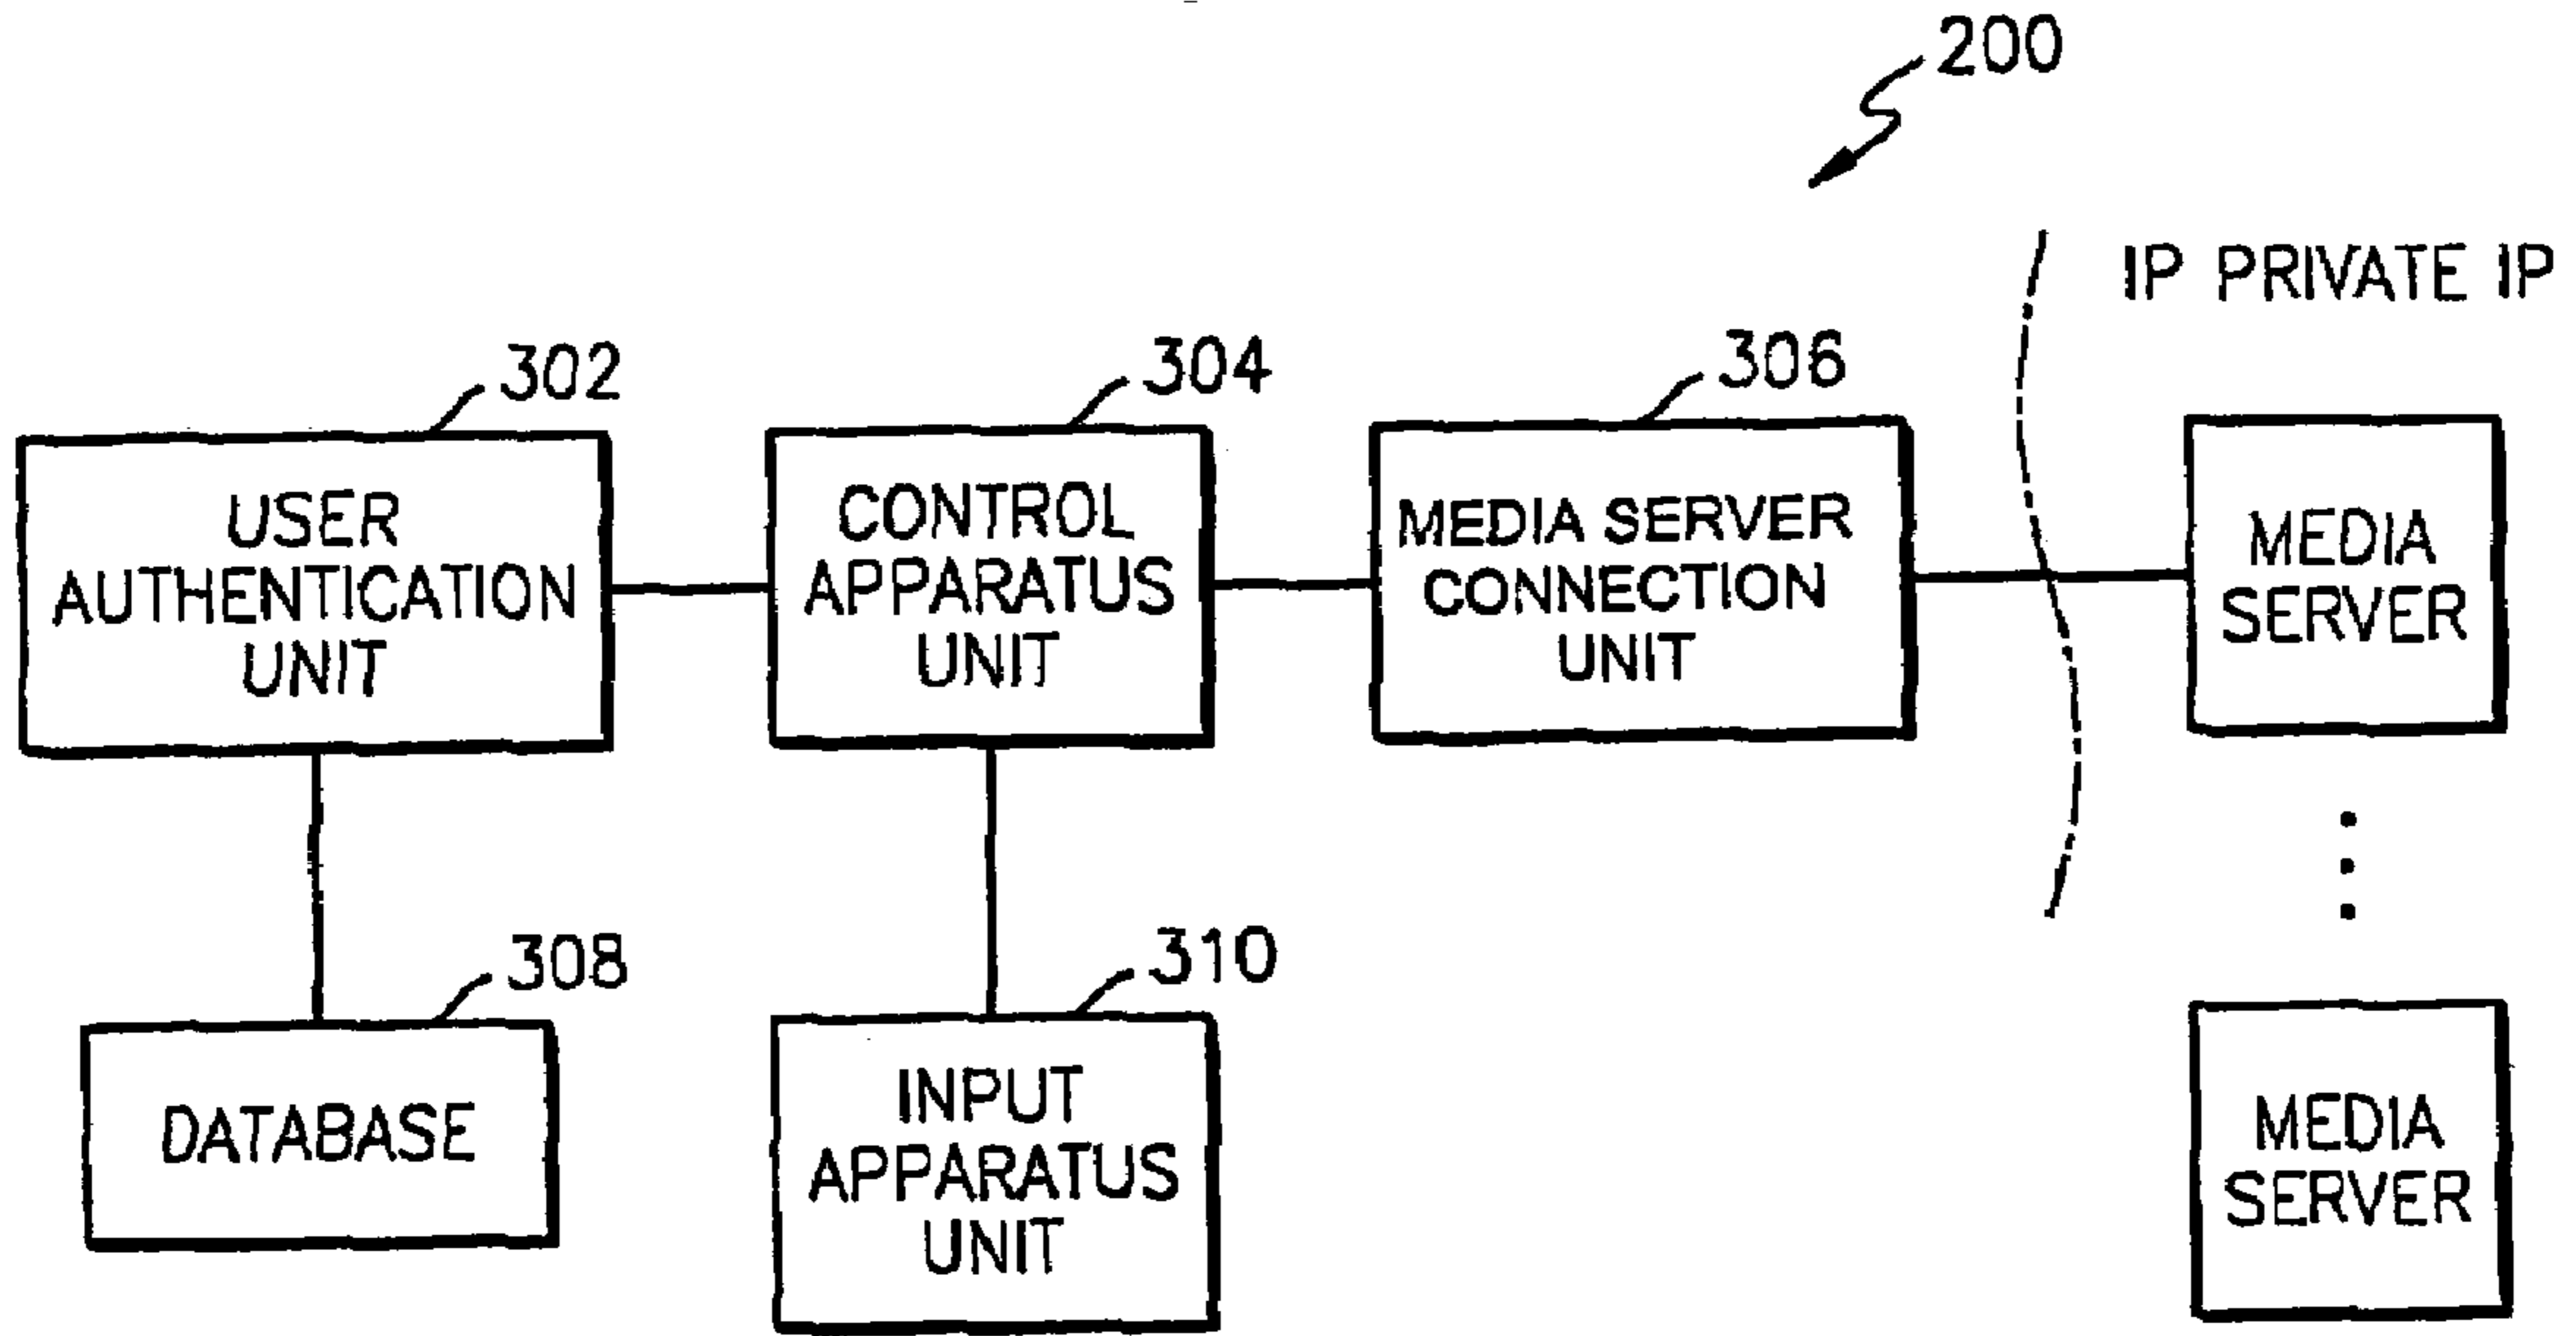 200
IP PRIVATE IP
302
304
306
USER
AUTHENTICATION
UNIT
CONTROL
APPARATUS
UNIT
MEDIA SERVER
CONNECTION
UNIT
MEDIA
SERVER
308
310
DATABASE
INPUT
APPARATUS
UNIT
MEDIA
SERVER